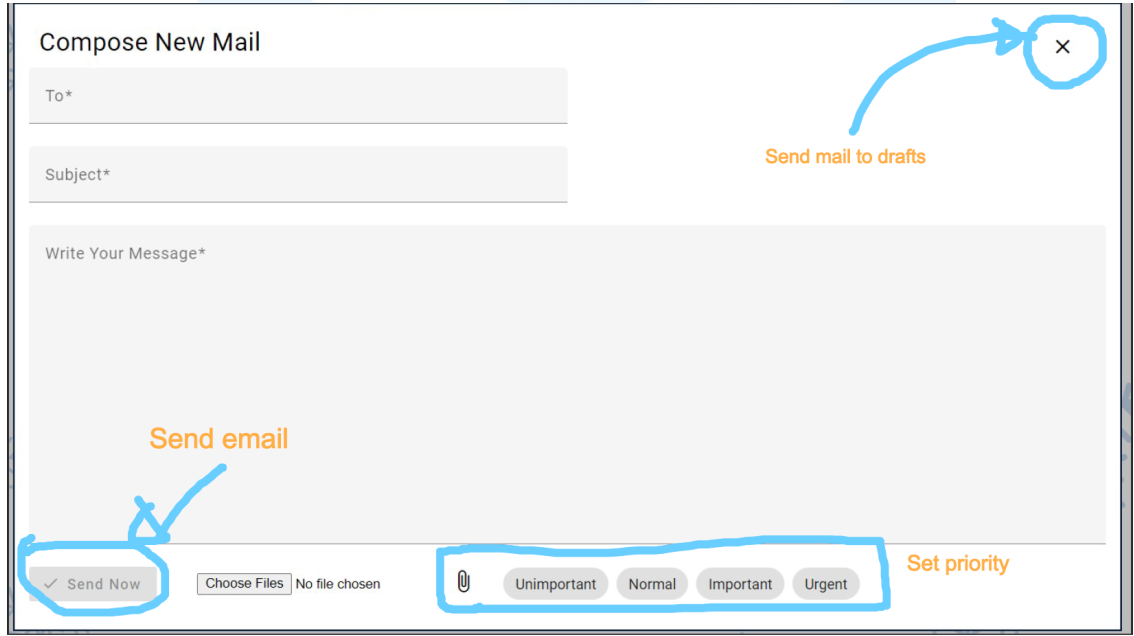 Compose New Mail
To*
Send mail to drafts
Subject*
Write Your Message*
Send email
Set priority
Send Now
Choose Files No file chosen
Unimportant Normal Important Urgent